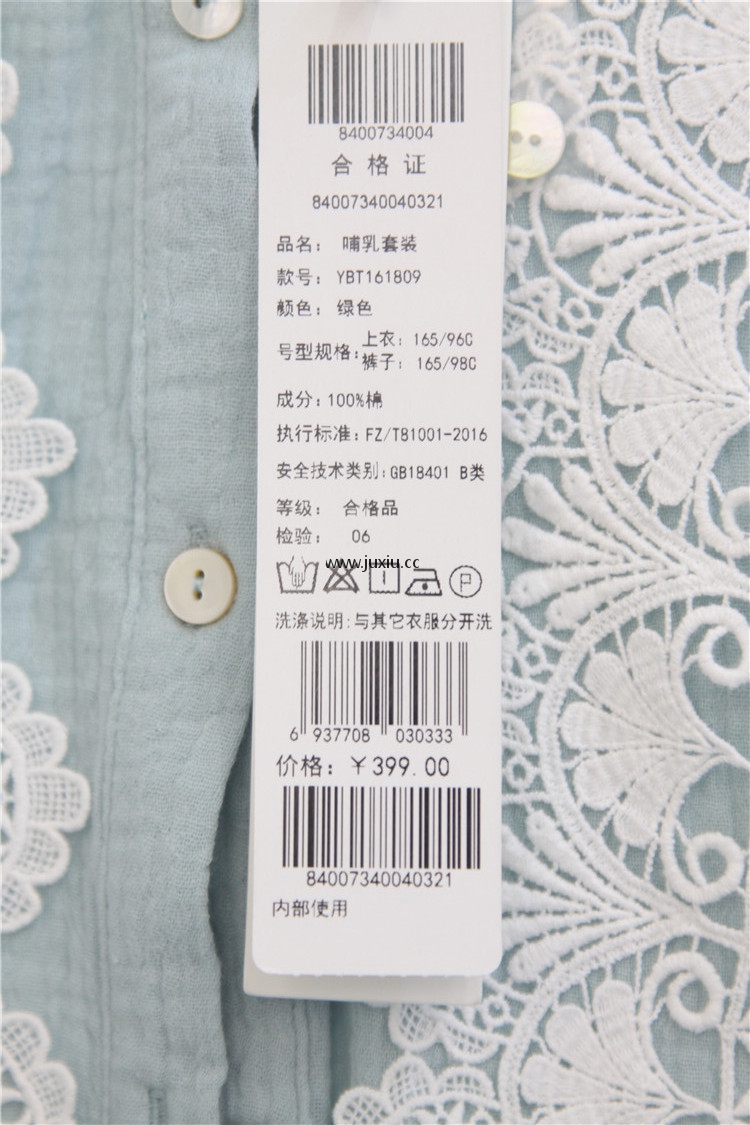 8400734004
合格证
84007340040321
品名： 哺乳套装
款号： YBT161809
颜色： 绿色
号型规格： 上衣： 165/96C
裤子： 165/98C
成分：100%棉
执行标准：FZ/T81001-2016
安全技术类别：GB18401 B类
等级： 合格品
检验： 06
www.juxiu.cc
P
洗涤说明：与其它衣服分开洗
6 937708 030333
价格：￥399.00
84007340040321
内部使用